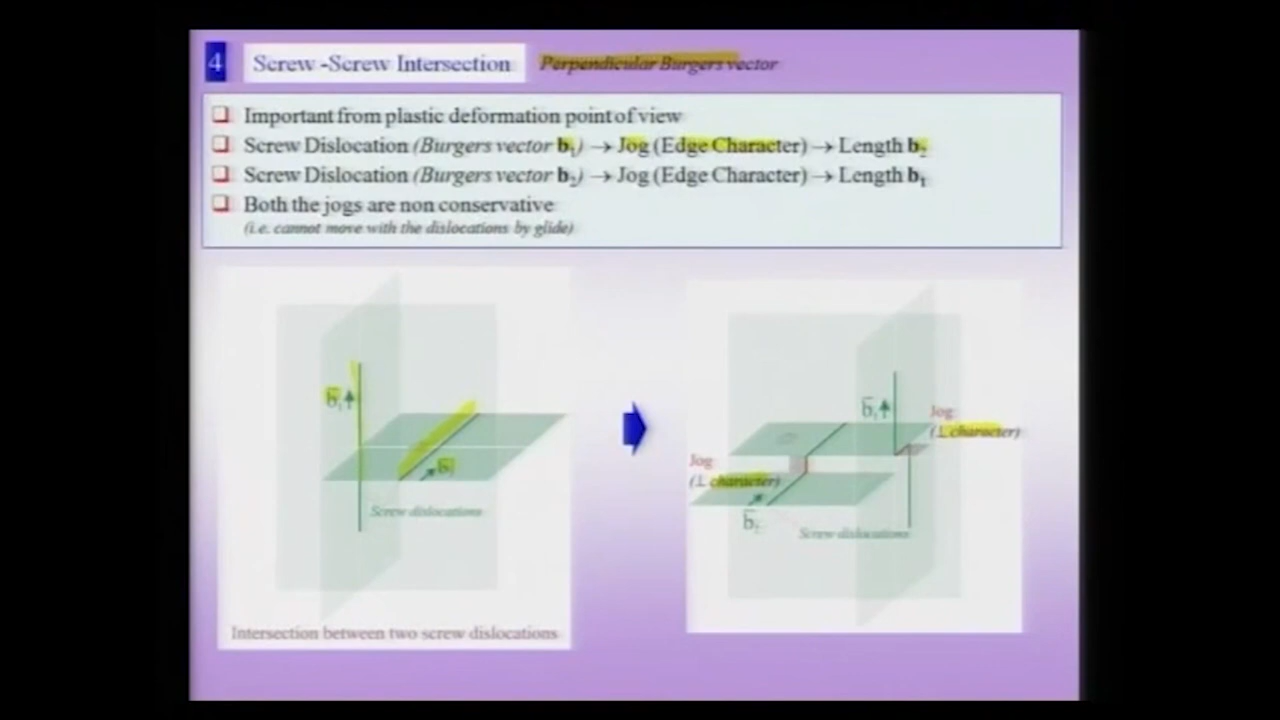 4 Screw -Screw Intersection Perpendicular Burgers vector
Important from plastic deformation point of view
Screw Dislocation (Burgers vector b₁) → Jog (Edge Character) → Length b₂
Screw Dislocation (Burgers vector b₂) → Jog (Edge Character) → Length b₁
Both the jogs are non conservative
(i.e. cannot move with the dislocations by glide)
b̄₁
b₂
Screw dislocations
Intersection between two screw dislocations
b̄₁
Jog
(⊥ character)
Jog
(⊥ character)
b̄₂
Screw dislocations